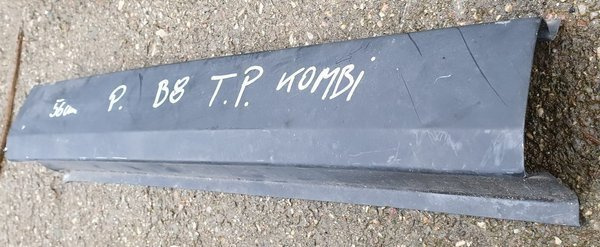 56cm P. B8 T.P. KOMBi